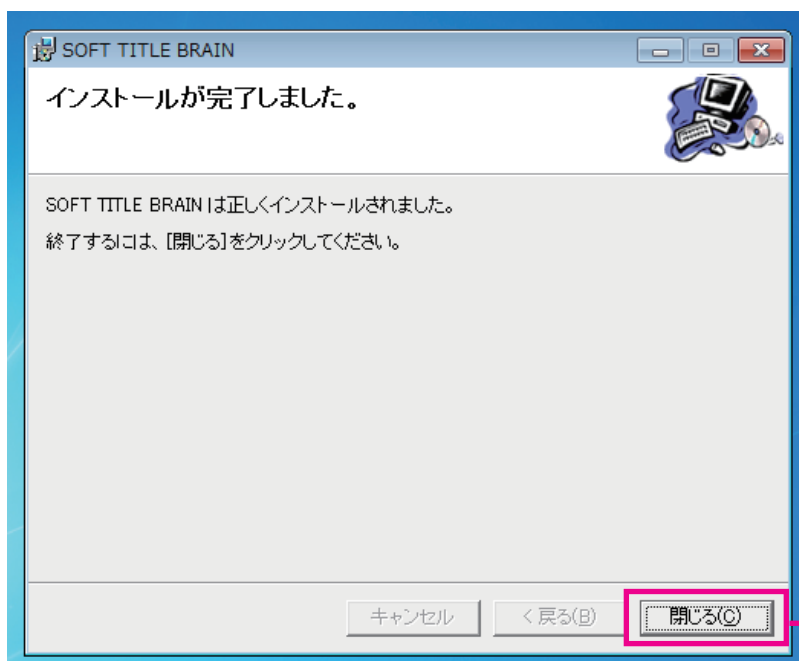 SOFT TITLE BRAIN
インストールが完了しました。
SOFT TITLE BRAIN は正しくインストールされました。
終了するには、[閉じる]をクリックしてください。
キャンセル
< 戻る(B)
閉じる(C)